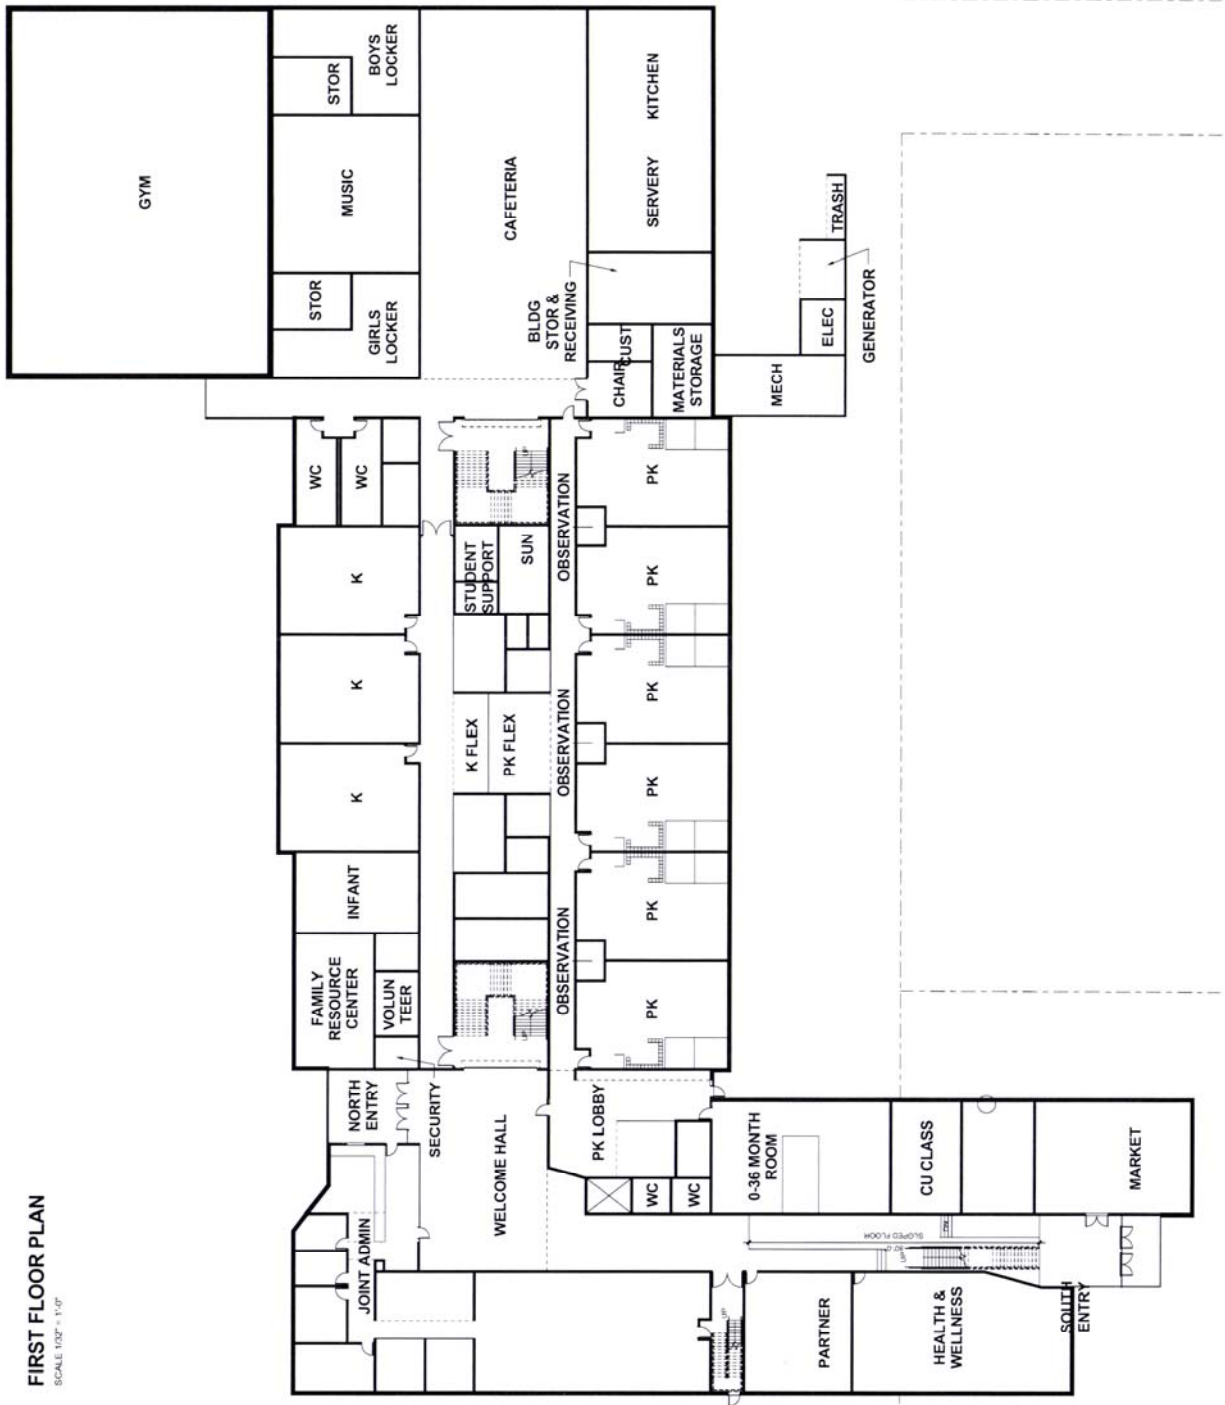 FIRST FLOOR PLAN
SCALE 1/32" = 1'-0"
GYM
STOR
BOYS
LOCKER
MUSIC
STOR
GIRLS
LOCKER
CAFETERIA
KITCHEN
SERVERY
BLDG
STOR &
RECEIVING
CUST
CHAIR
MATERIALS
STORAGE
MECH
ELEC
TRASH
GENERATOR
WC
WC
UP
K
K
K
STUDENT
SUPPORT
SUN
K FLEX
PK FLEX
OBSERVATION
OBSERVATION
OBSERVATION
PK
PK
PK
PK
PK
PK
INFANT
FAMILY
RESOURCE
CENTER
VOLUN
TEER
UP
NORTH
ENTRY
SECURITY
WELCOME HALL
PK LOBBY
JOINT ADMIN
WC
WC
0-36 MONTH
ROOM
CU CLASS
MARKET
SLOPED FLOOR
UP
UP
PARTNER
HEALTH &
WELLNESS
SOUTH
ENTRY